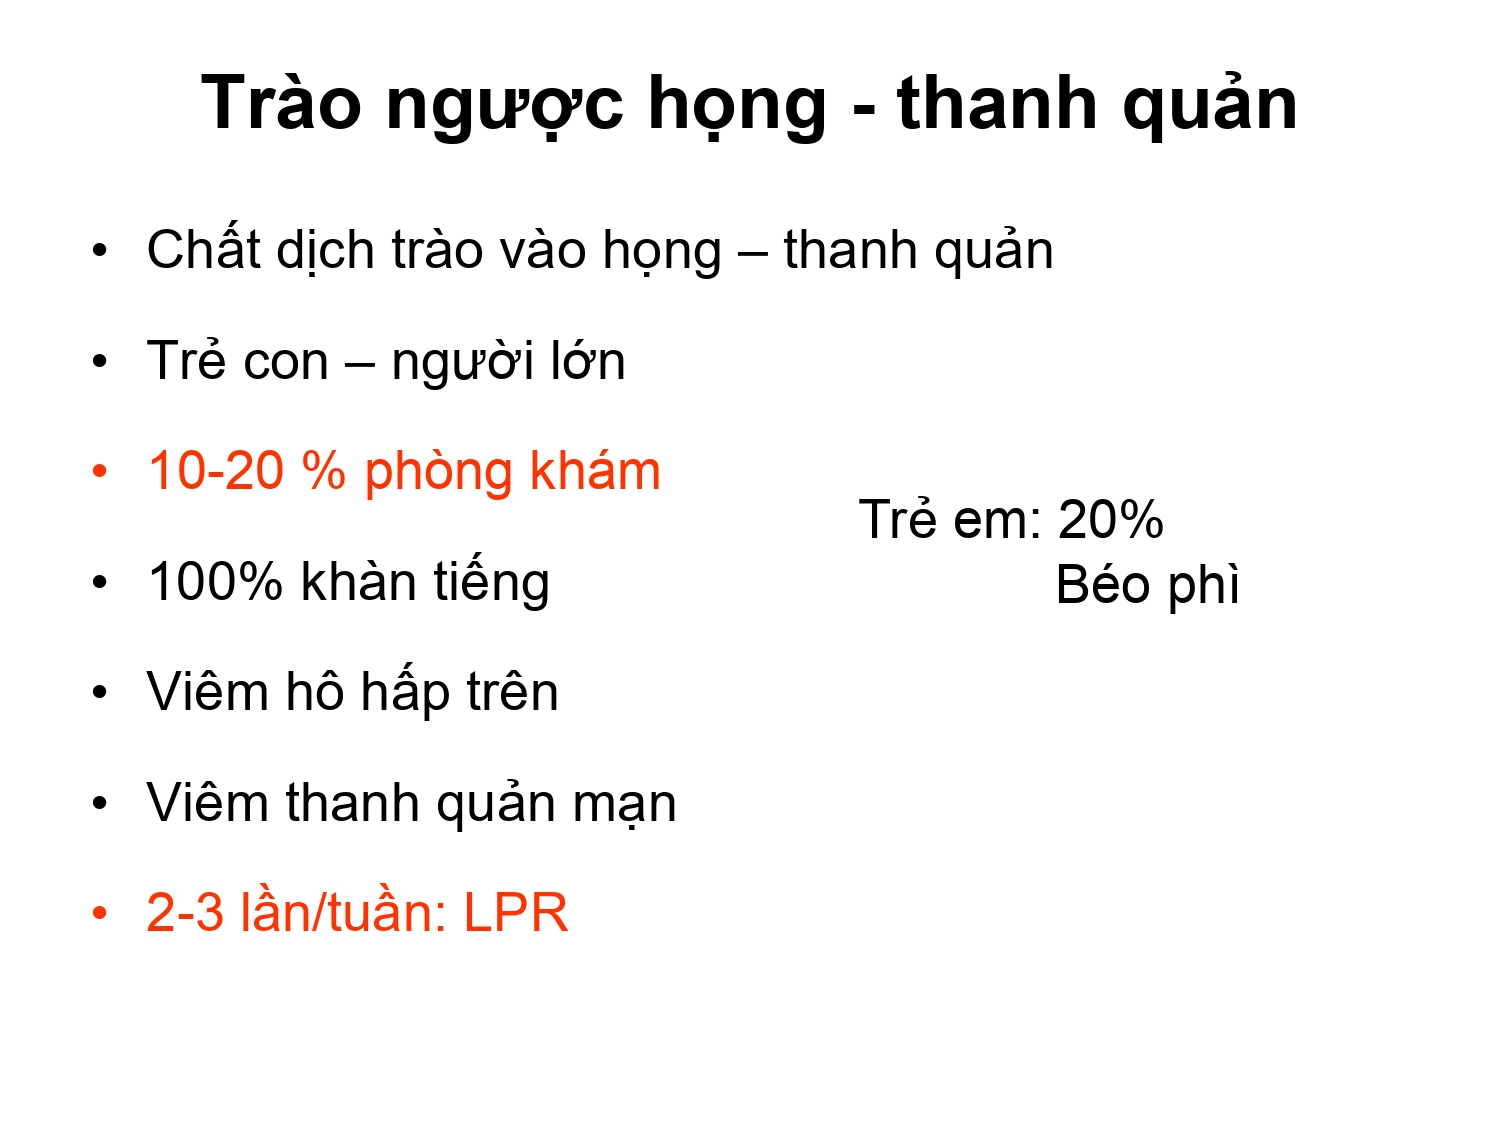 Trào ngược họng - thanh quản
• Chất dịch trào vào họng – thanh quản
• Trẻ con – người lớn
• 10-20 % phòng khám
• 100% khàn tiếng
• Viêm hô hấp trên
• Viêm thanh quản mạn
• 2-3 lần/tuần: LPR
Trẻ em: 20%
Béo phì